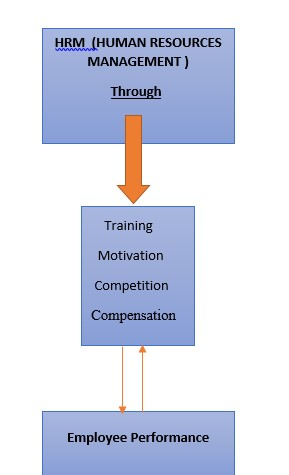 HRM (HUMAN RESOURCES
MANAGEMENT )
Through
Training
Motivation
Competition
Compensation
Employee Performance